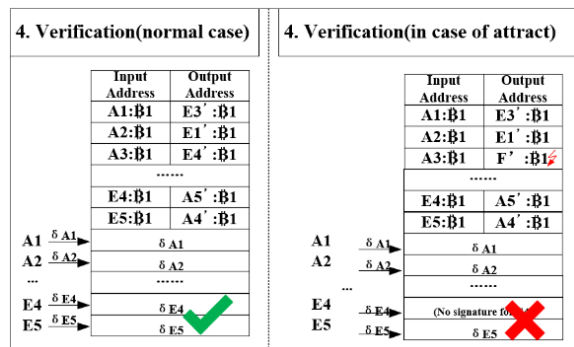 4. Verification(normal case)
Input Address Output Address
A1:₿1 E3′ :₿1
A2:₿1 E1′ :₿1
A3:₿1 E4′ :₿1
......
E4:₿1 A5′ :₿1
E5:₿1 A4′ :₿1
A1 δ A1 δ A1
A2 δ A2 δ A2
... ......
E4 δ E4 δ E4
E5 δ E5 δ E5
4. Verification(in case of attract)
Input Address Output Address
A1:₿1 E3′ :₿1
A2:₿1 E1′ :₿1
A3:₿1 F′ :₿1
......
E4:₿1 A5′ :₿1
E5:₿1 A4′ :₿1
A1 δ A1 δ A1
A2 δ A2 δ A2
... ......
E4 δ E4 (No signature for
E5 δ E5 δ E5